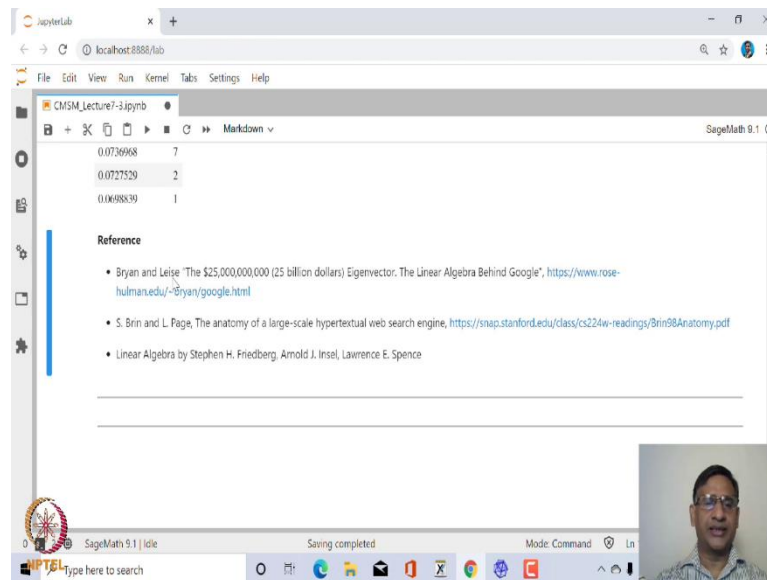 JupyterLab
localhost:8888/lab
File Edit View Run Kernel Tabs Settings Help
CMSM_Lecture7-3.ipynb
Markdown
SageMath 9.1
0.0736968 7
0.0727529 2
0.0698839 1
Reference
Bryan and Leise "The $25,000,000,000 (25 billion dollars) Eigenvector. The Linear Algebra Behind Google", https://www.rose-
hulman.edu/~bryan/google.html
S. Brin and L. Page, The anatomy of a large-scale hypertextual web search engine, https://snap.stanford.edu/class/cs224w-readings/Brin98Anatomy.pdf
Linear Algebra by Stephen H. Friedberg, Arnold J. Insel, Lawrence E. Spence
0 SageMath 9.1 | Idle Saving completed Mode: Command Ln
NPTEL Type here to search